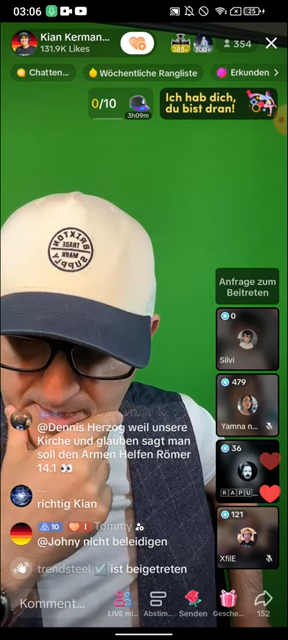 03:06
25
Kian Kerman...
131.9K Likes
354
Chatten...
Wöchentliche Rangliste
Erkunden
0/10
3h09m
Ich hab dich,
du bist dran!
BRIXTON
TRADE
MARK
SUPPLY
Anfrage zum
Beitreten
0
Silvi
479
Yamna n...
36
RAPU...
121
XfilE
@Dennis Herzog weil unsere
Kirche und glauben sagt man
soll den Armen Helfen Römer
14.1 👀
richtig Kian
10
I
Tommy
@Johny nicht beleidigen
trendsteel ☑ ist beigetreten
Komment...
LIVE mi...
Abstim...
Senden
Gesche...
152